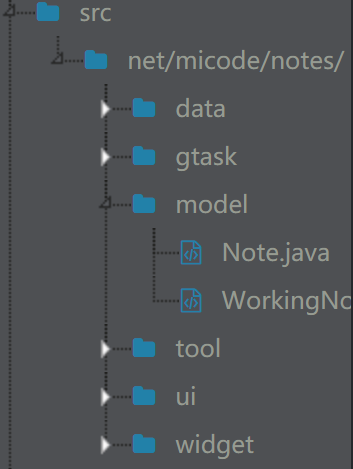 src
net/micode/notes/
data
gtask
model
Note.java
WorkingNo
tool
ui
widget